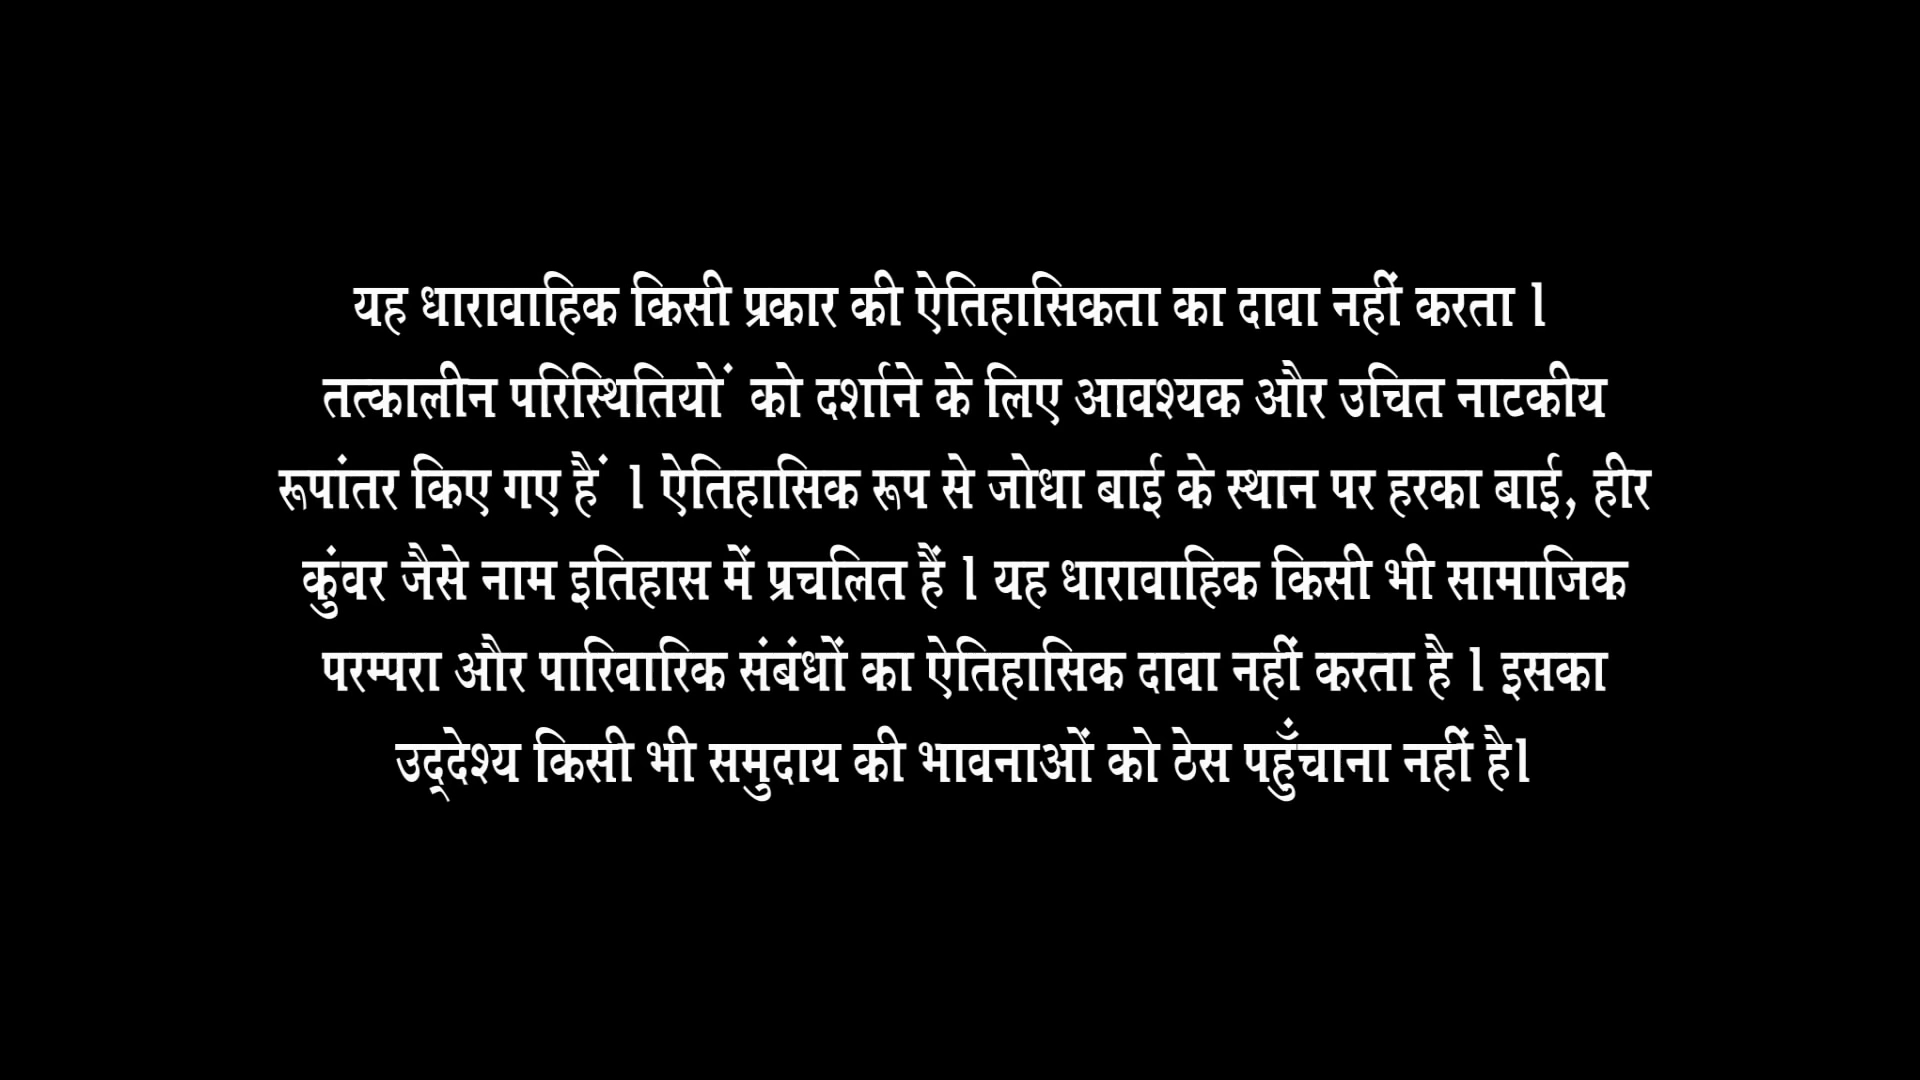 यह धारावाहिक किसी प्रकार की ऐतिहासिकता का दावा नहीं करता l
तत्कालीन परिस्थितियों को दर्शाने के लिए आवश्यक और उचित नाटकीय
रूपांतर किए गए हैं l ऐतिहासिक रूप से जोधा बाई के स्थान पर हरका बाई, हीर
कुंवर जैसे नाम इतिहास में प्रचलित हैं l यह धारावाहिक किसी भी सामाजिक
परम्परा और पारिवारिक संबंधों का ऐतिहासिक दावा नहीं करता है l इसका
उद्देश्य किसी भी समुदाय की भावनाओं को ठेस पहुँंचाना नहीं है।